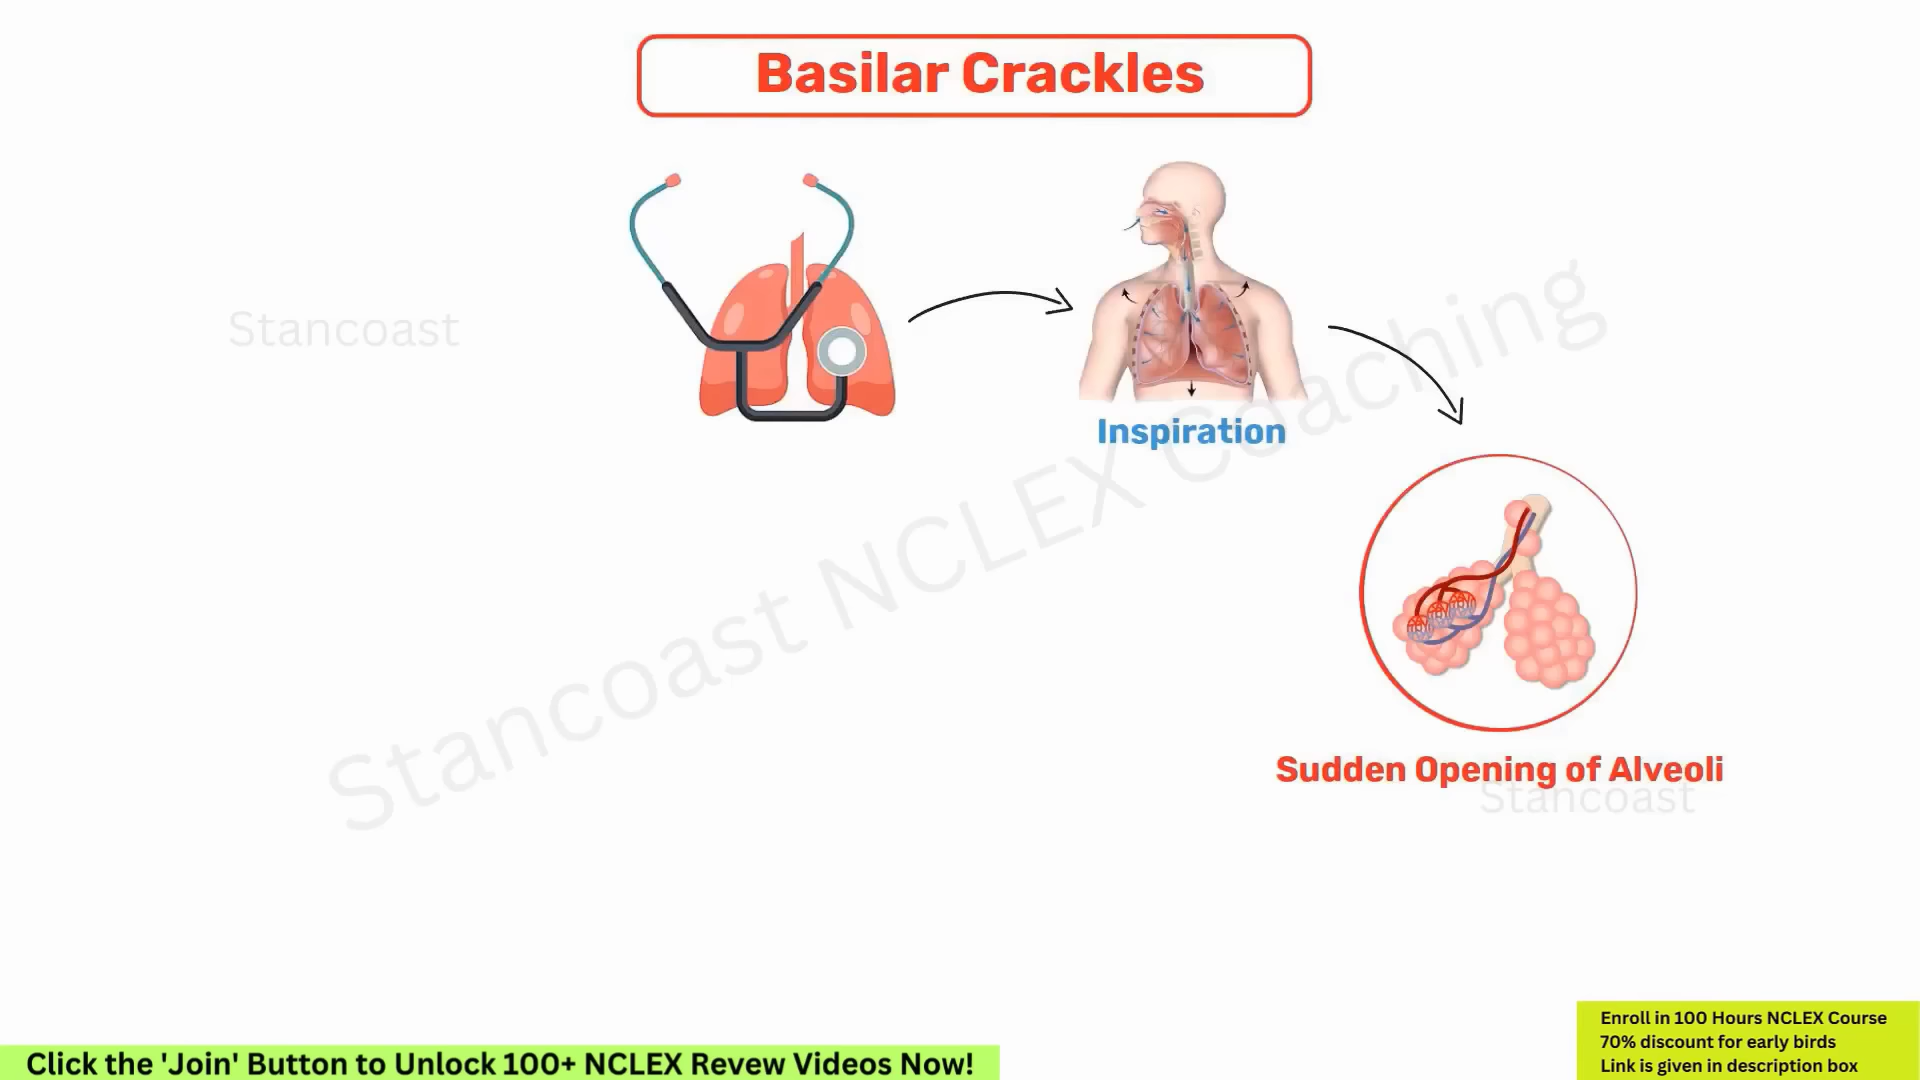 Basilar Crackles
Stancoast
Inspiration
Stancoast NCLEX Coaching
Sudden Opening of Alveoli
Stancoast
Enroll in 100 Hours NCLEX Course
70% discount for early birds
Link is given in description box
Click the 'Join' Button to Unlock 100+ NCLEX Revew Videos Now!